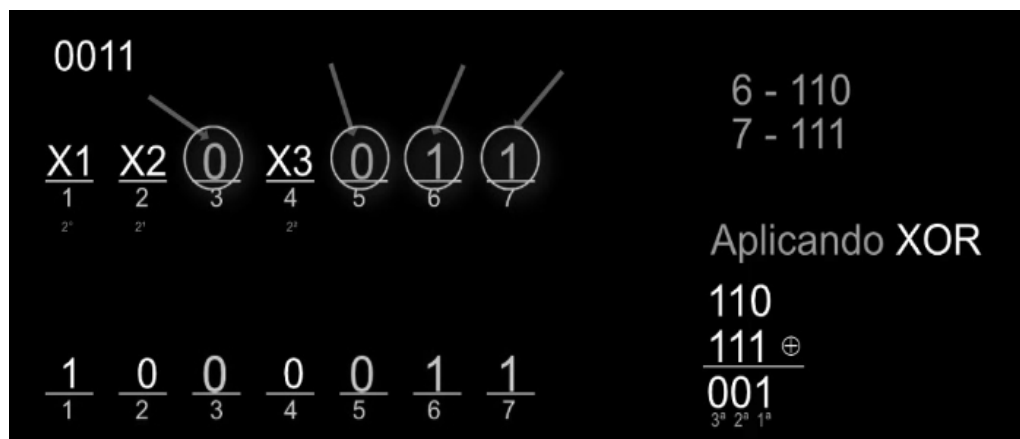 0011
X1 X2 0 X3 0 1 1
1 2 3 4 5 6 7
2° 2¹ 2²
1 0 0 0 0 1 1
1 2 3 4 5 6 7
6 - 110
7 - 111
Aplicando XOR
110
111 ⊕
001
3ª 2ª 1ª